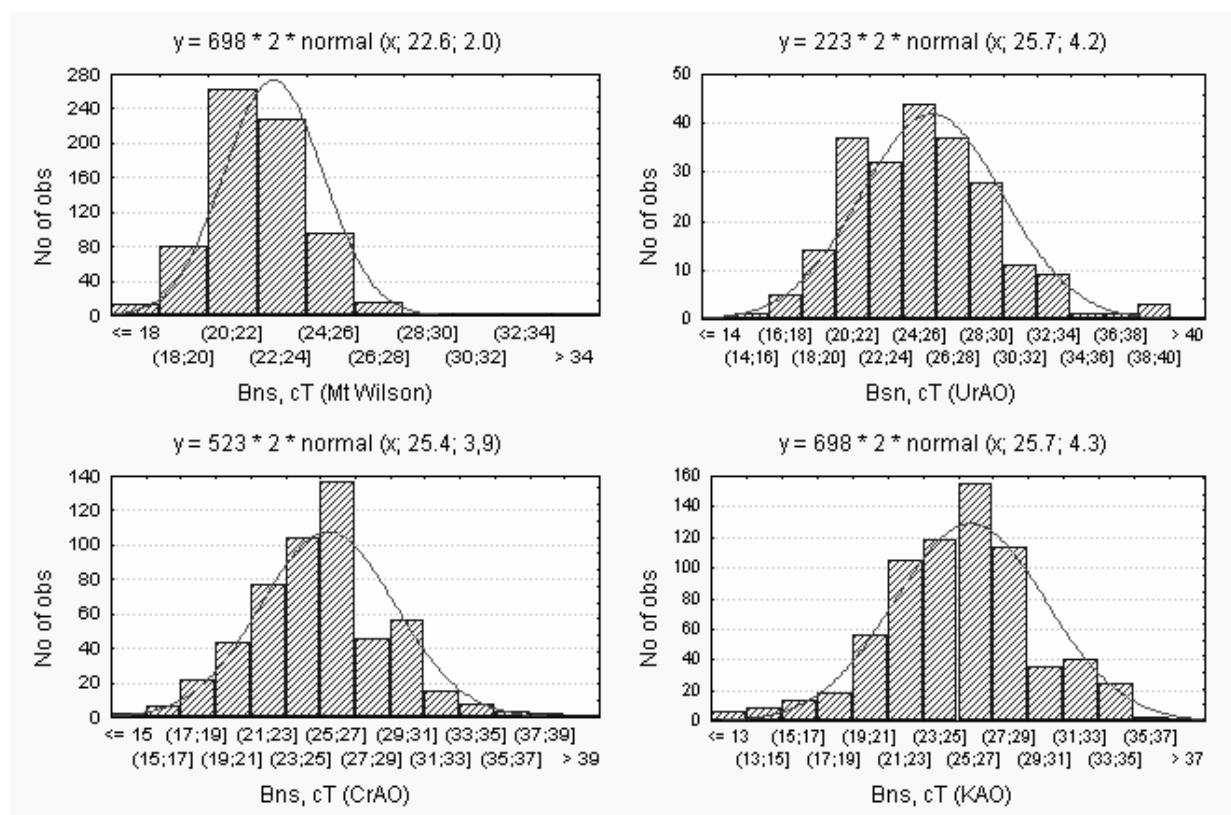 y = 698 * 2 * normal (x; 22.6; 2.0)
No of obs
280
240
200
160
120
80
40
0
<= 18 (20;22] (24;26] (28;30] (32;34]
(18;20] (22;24] (26;28] (30;32] > 34
Bns, cT (Mt Wilson)
y = 223 * 2 * normal (x; 25.7; 4.2)
No of obs
50
40
30
20
10
0
<= 14 (16;18] (20;22] (24;26] (28;30] (32;34] (36;38] > 40
(14;16] (18;20] (22;24] (26;28] (30;32] (34;36] (38;40]
Bsn, cT (UrAO)
y = 523 * 2 * normal (x; 25.4; 3,9)
No of obs
140
120
100
80
60
40
20
0
<= 15 (17;19] (21;23] (25;27] (29;31] (33;35] (37;39]
(15;17] (19;21] (23;25] (27;29] (31;33] (35;37] > 39
Bns, cT (CrAO)
y = 698 * 2 * normal (x; 25.7; 4.3)
No of obs
160
140
120
100
80
60
40
20
0
<= 13 (15;17] (19;21] (23;25] (27;29] (31;33] (35;37]
(13;15] (17;19] (21;23] (25;27] (29;31] (33;35] > 37
Bns, cT (KAO)